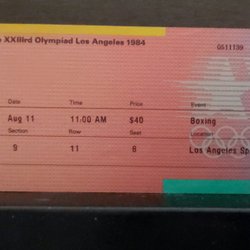 XXIIIrd Olympiad Los Angeles 1984
0511139
Date Time Price Event
Aug 11 11:00 AM $40 Boxing
Section Row Seat Location
9 11 8 Los Angeles Sp